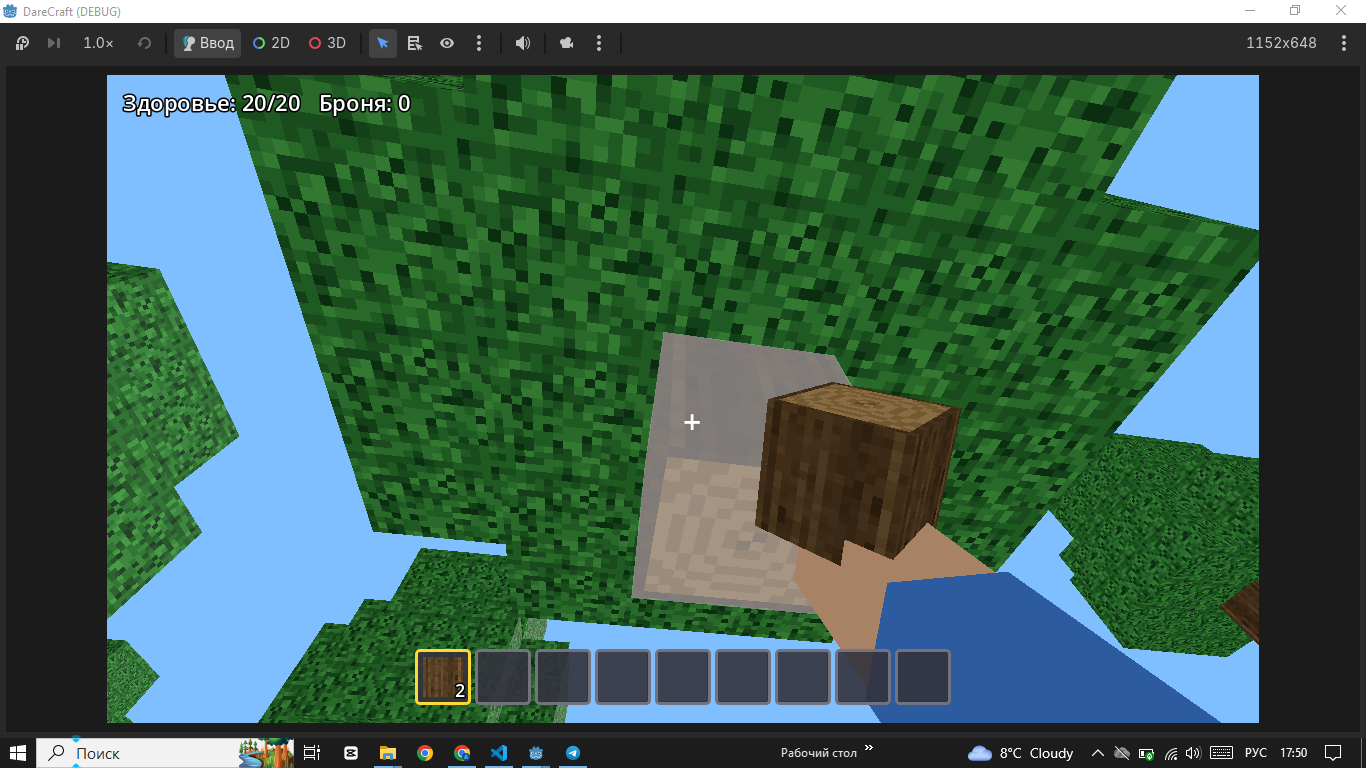 DareCraft (DEBUG)
1.0× Ввод 2D 3D 1152x648
Здоровье: 20/20 Броня: 0
2
Поиск Рабочий стол » 8°C Cloudy РУС 17:50